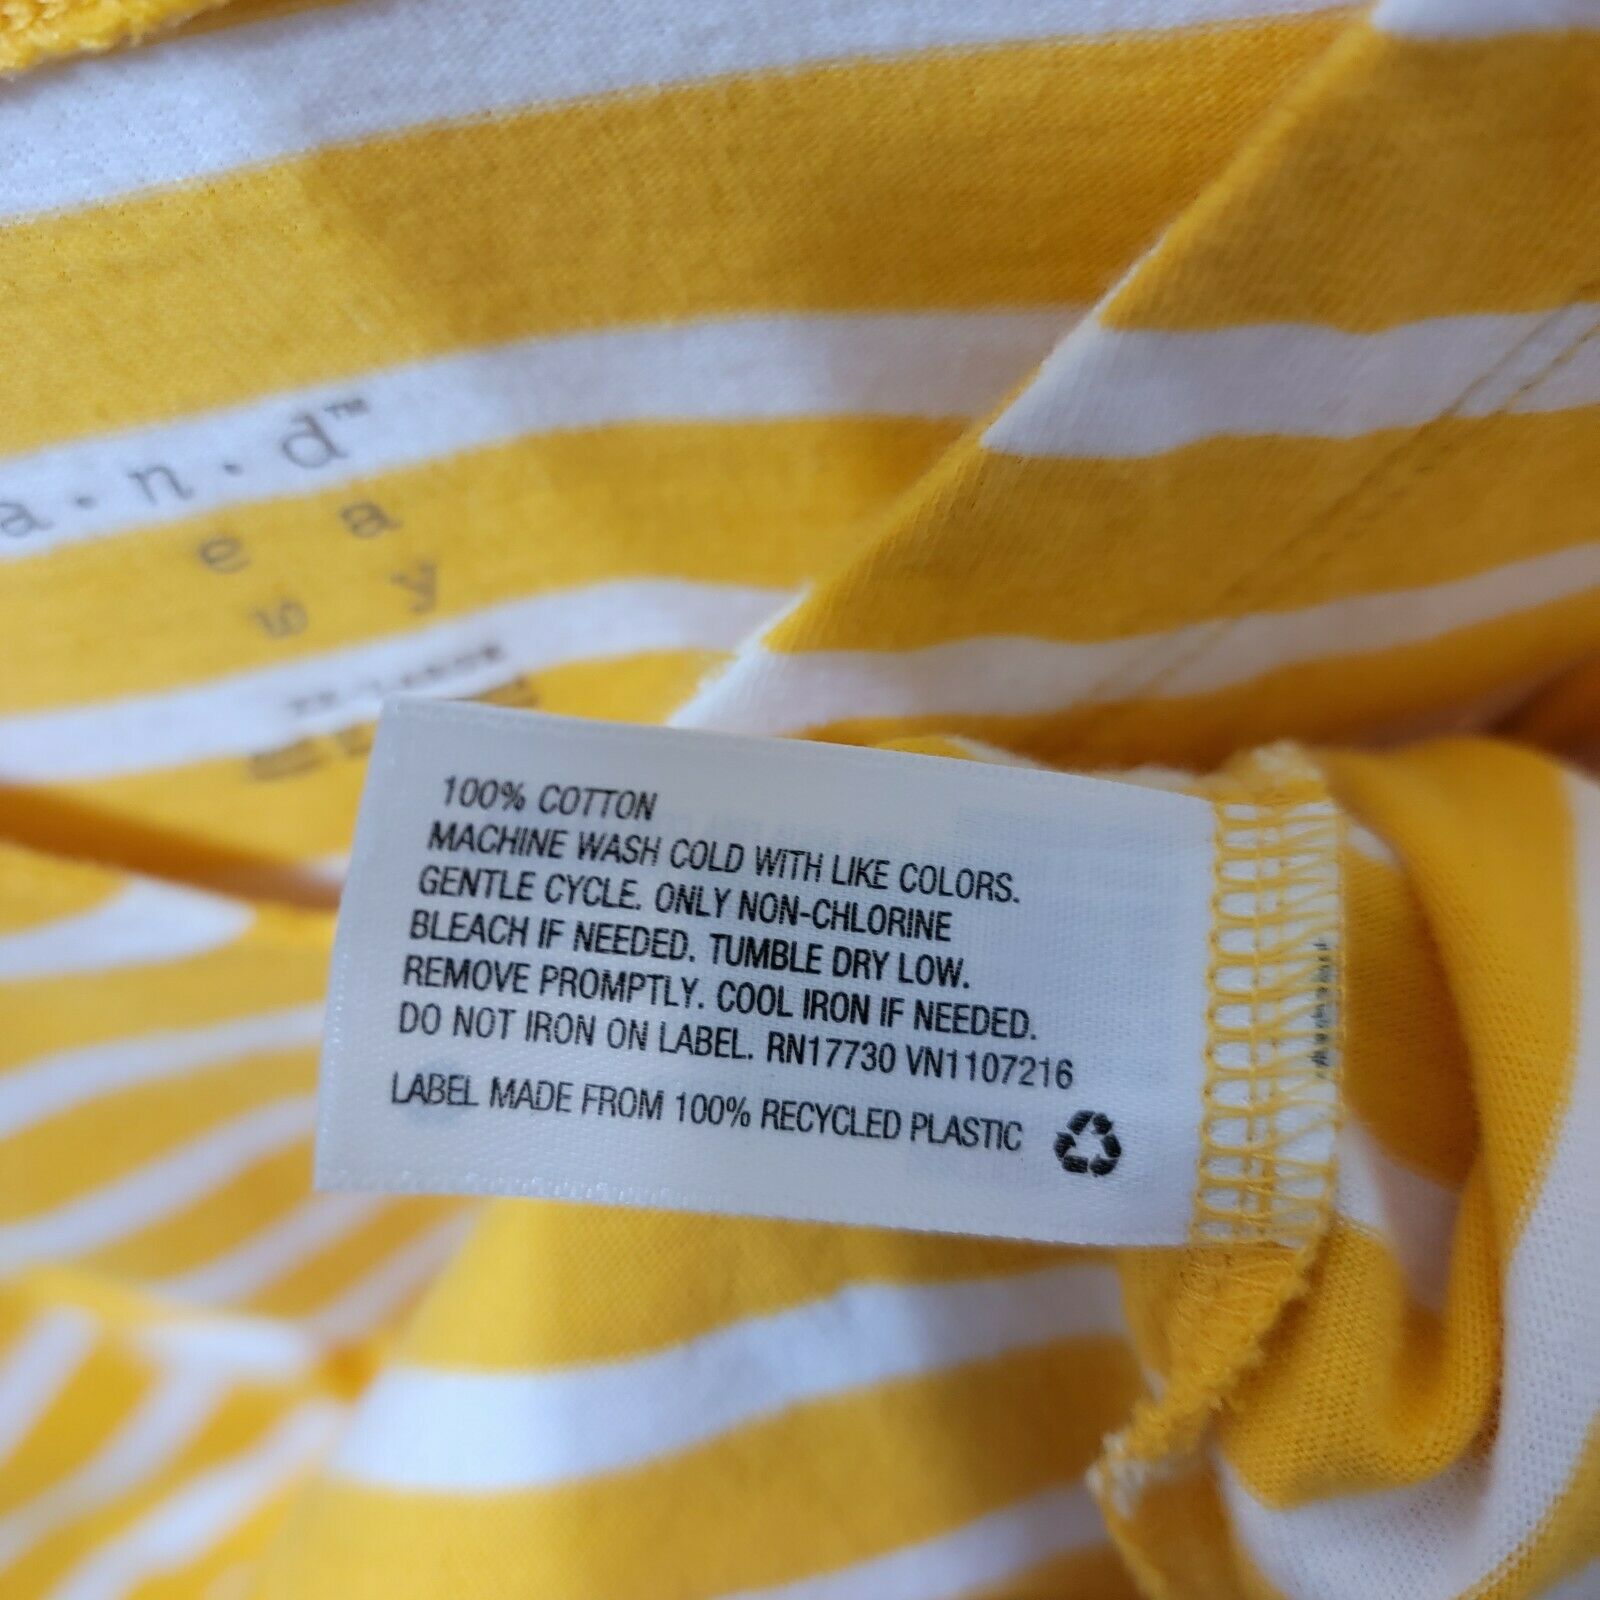 a·n·d™
e a
s y
100% COTTON
MACHINE WASH COLD WITH LIKE COLORS.
GENTLE CYCLE. ONLY NON-CHLORINE
BLEACH IF NEEDED. TUMBLE DRY LOW.
REMOVE PROMPTLY. COOL IRON IF NEEDED.
DO NOT IRON ON LABEL. RN17730 VN1107216
LABEL MADE FROM 100% RECYCLED PLASTIC